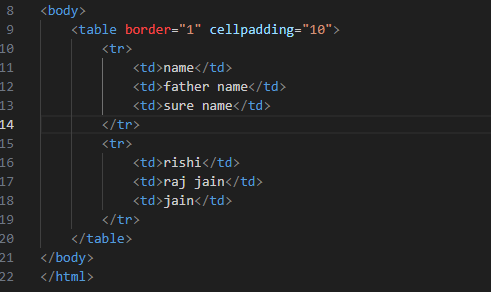 8 <body>
9 <table border="1" cellpadding="10">
10 <tr>
11 <td>name</td>
12 <td>father name</td>
13 <td>sure name</td>
14 </tr>
15 <tr>
16 <td>rishi</td>
17 <td>raj jain</td>
18 <td>jain</td>
19 </tr>
20 </table>
21 </body>
22 </html>